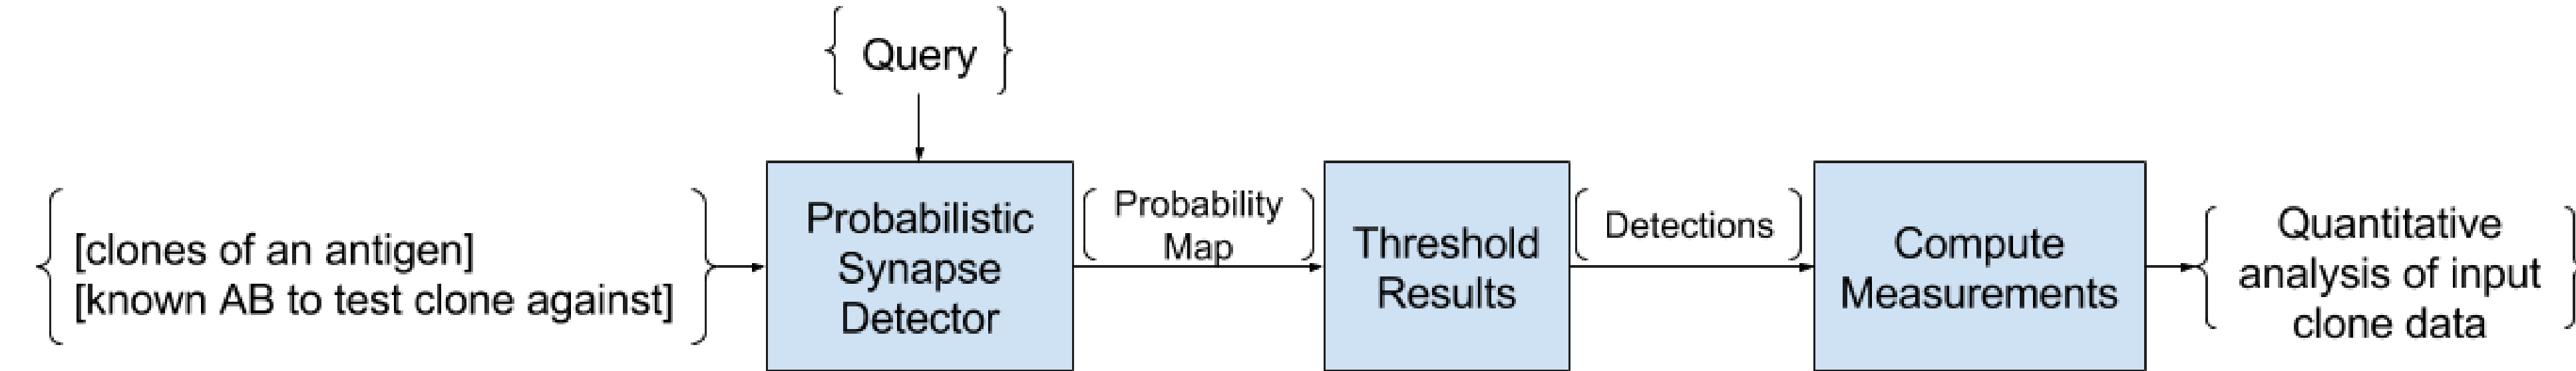 Query
[clones of an antigen]
[known AB to test clone against]
Probabilistic
Synapse
Detector
Probability
Map
Threshold
Results
Detections
Compute
Measurements
Quantitative
analysis of input
clone data